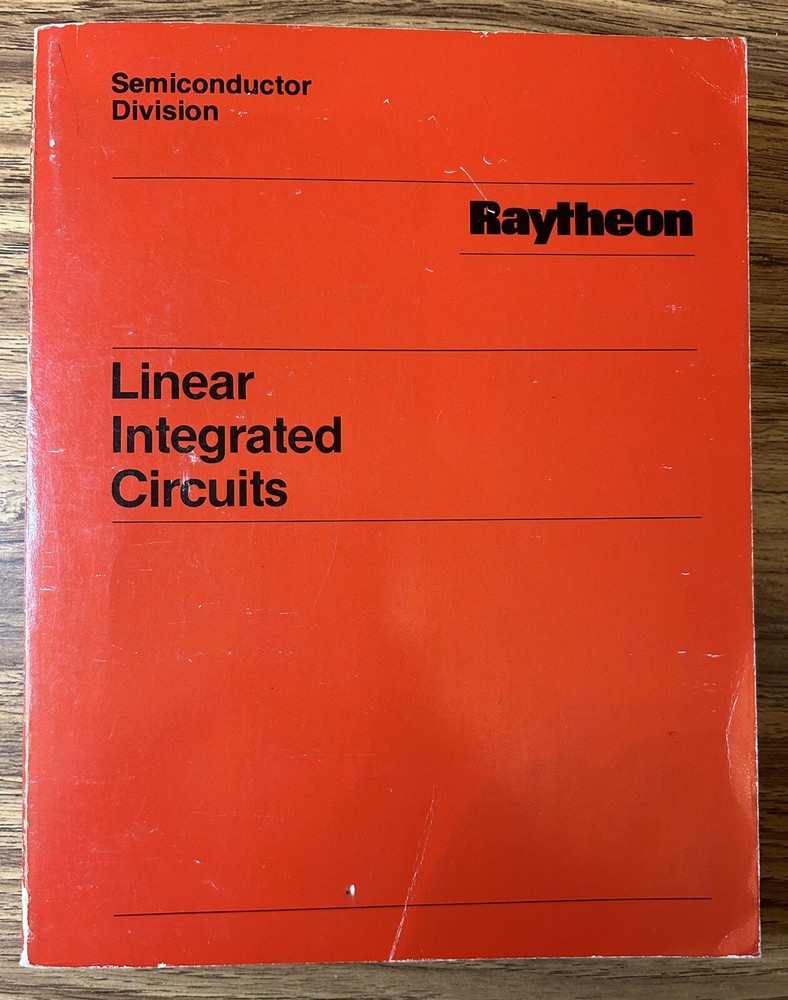 Semiconductor
Division
Raytheon
Linear
Integrated
Circuits